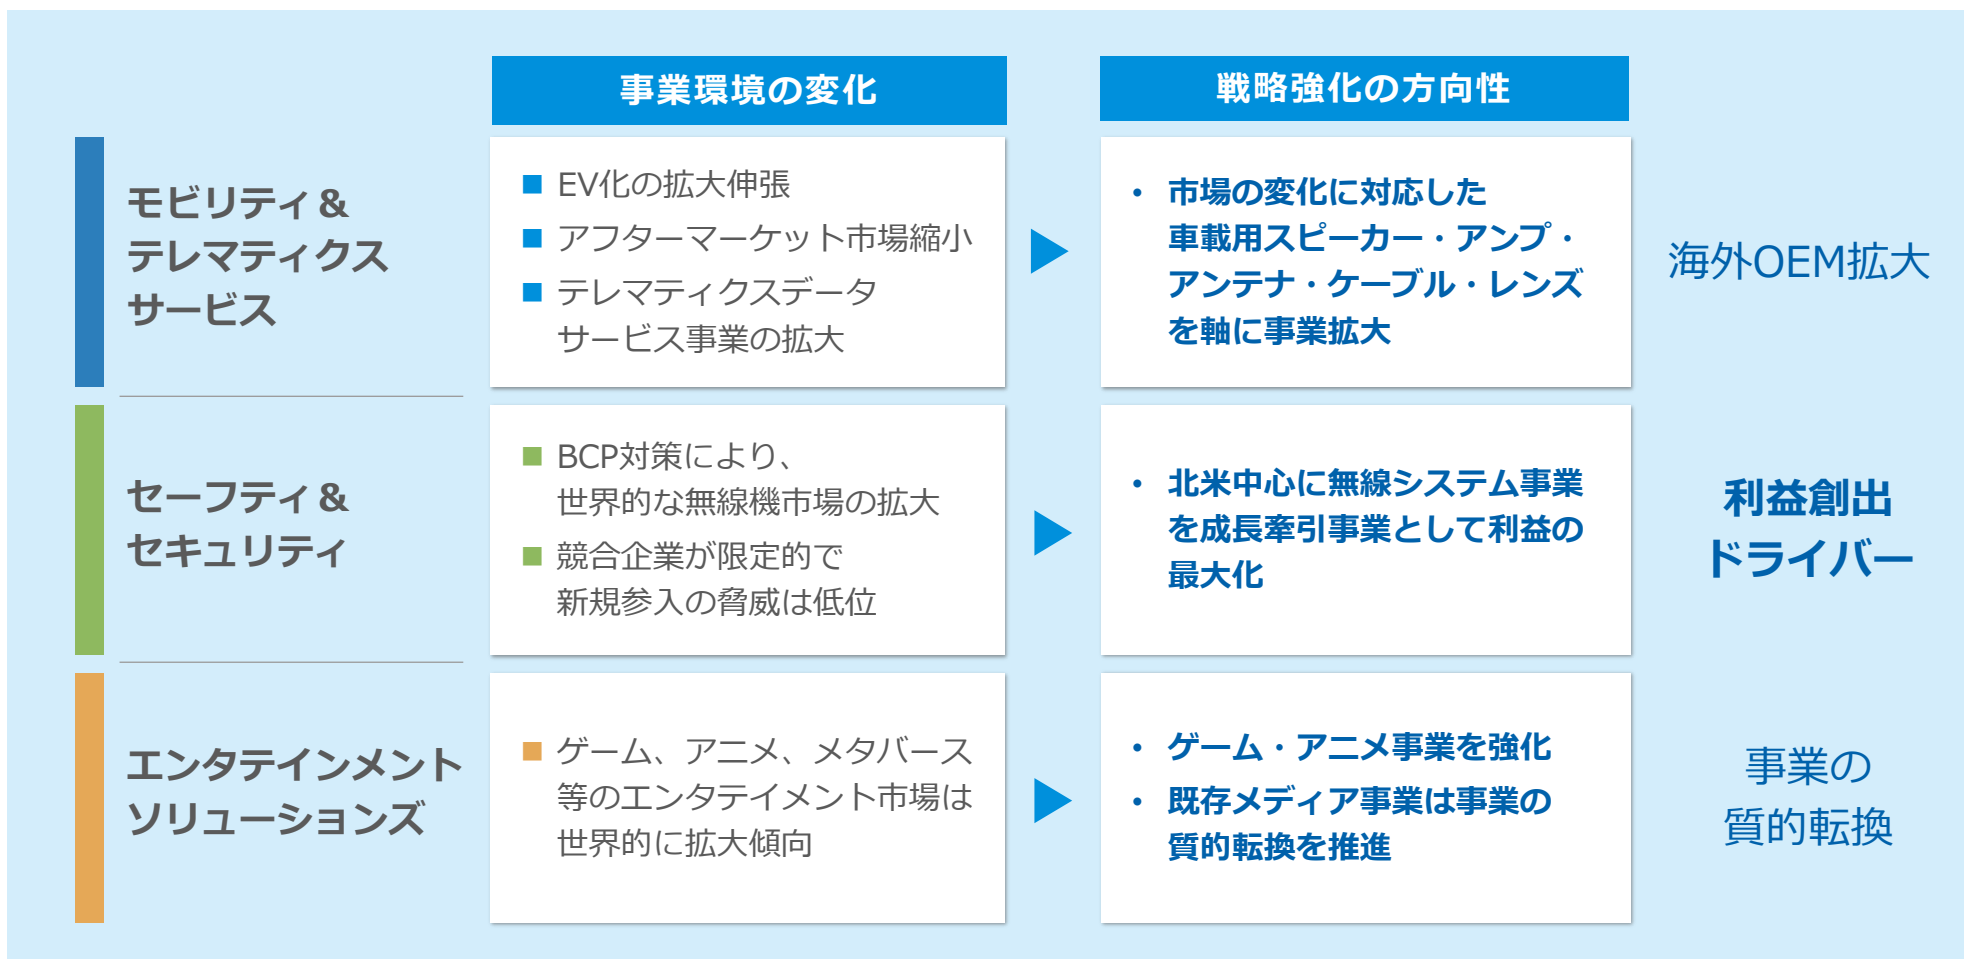 事業環境の変化
戦略強化の方向性
モビリティ&
テレマティクス
サービス
■ EV化の拡大伸張
■ アフターマーケット市場縮小
■ テレマティクスデータ
サービス事業の拡大
• 市場の変化に対応した
車載用スピーカー・アンプ・
アンテナ・ケーブル・レンズ
を軸に事業拡大
海外OEM拡大
セーフティ&
セキュリティ
■ BCP対策により、
世界的な無線機市場の拡大
■ 競合企業が限定的で
新規参入の脅威は低位
• 北米中心に無線システム事業
を成長牽引事業として利益の
最大化
利益創出
ドライバー
エンタテインメント
ソリューションズ
■ ゲーム、アニメ、メタバース
等のエンタテイメント市場は
世界的に拡大傾向
• ゲーム・アニメ事業を強化
• 既存メディア事業は事業の
質的転換を推進
事業の
質的転換